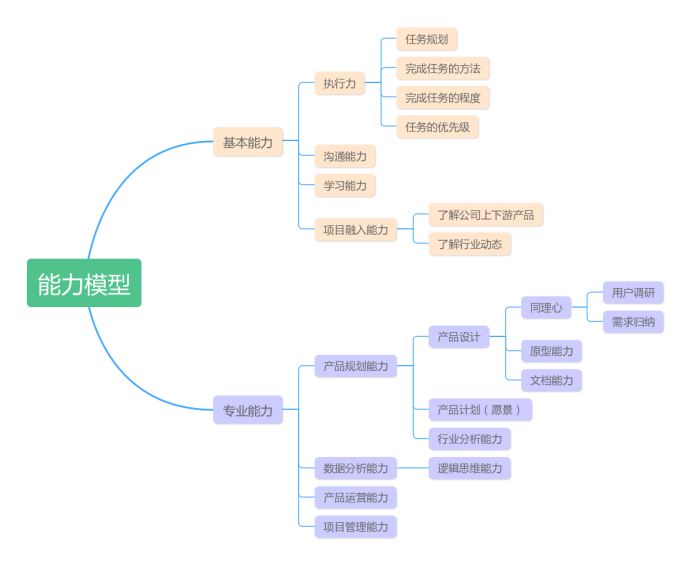 能力模型
基本能力
执行力
任务规划
完成任务的方法
完成任务的程度
任务的优先级
沟通能力
学习能力
项目融入能力
了解公司上下游产品
了解行业动态
专业能力
产品规划能力
产品设计
同理心
用户调研
需求归纳
原型能力
文档能力
产品计划（愿景）
行业分析能力
数据分析能力
逻辑思维能力
产品运营能力
项目管理能力